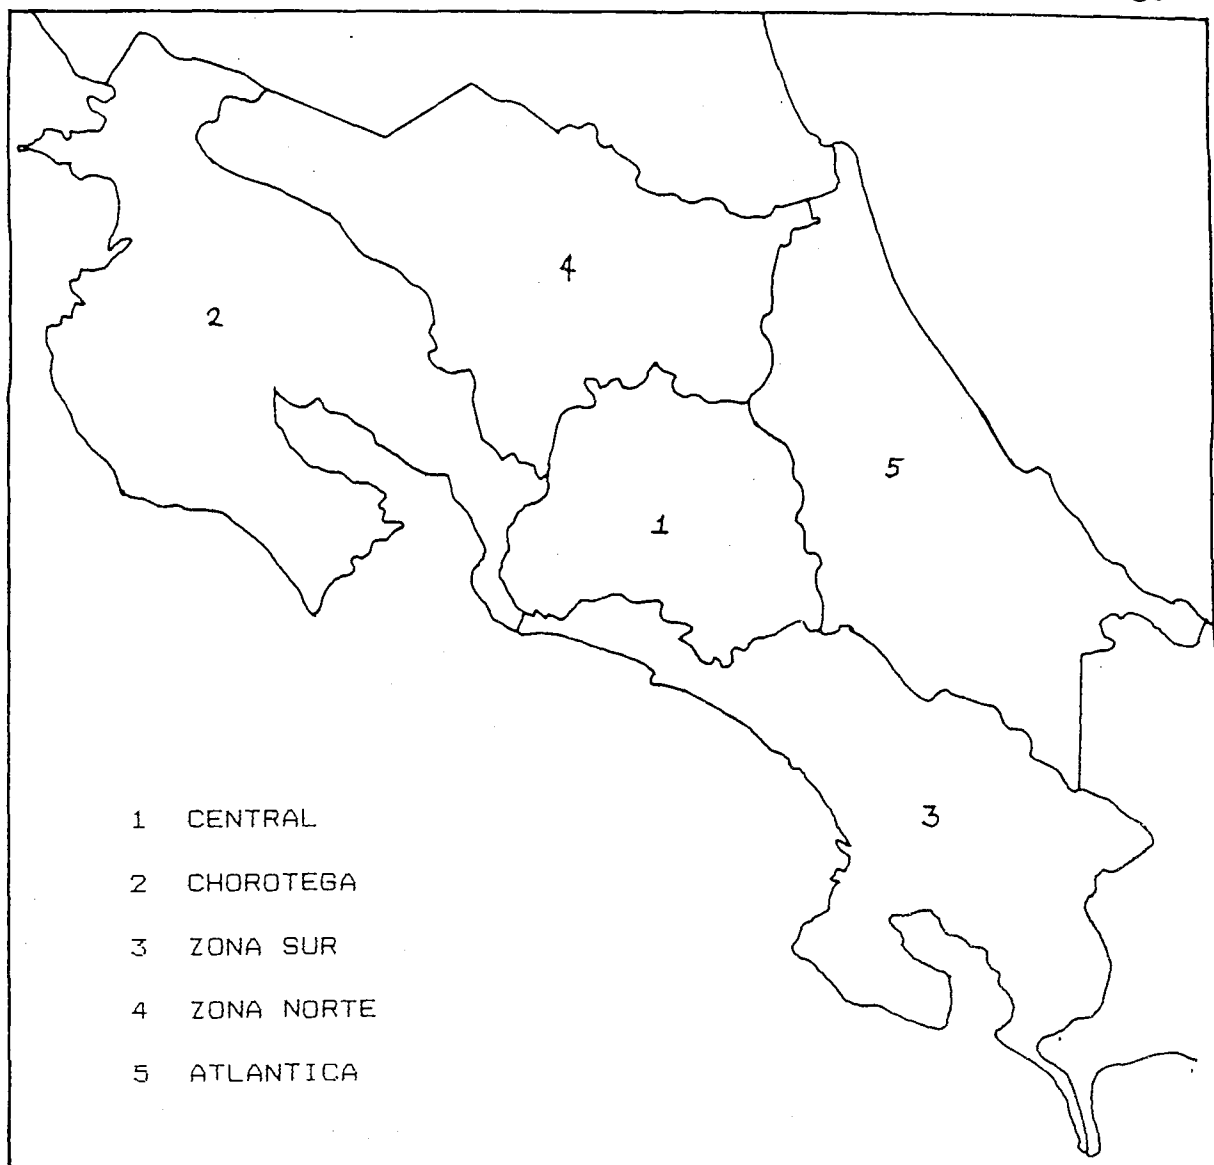 4
2
5
1
3
1 CENTRAL
2 CHOROTEGA
3 ZONA SUR
4 ZONA NORTE
5 ATLANTICA